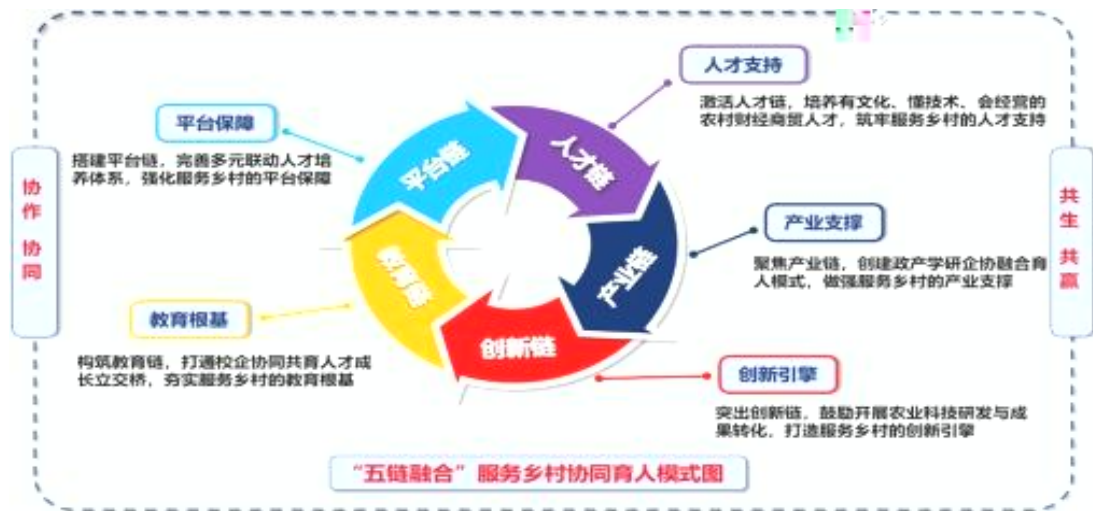 人才支持
激活人才链，培养有文化、懂技术、会经营的
农村财经商贸人才，筑牢服务乡村的人才支持
平台保障
搭建平台链，完善多元联动人才培
养体系，强化服务乡村的平台保障
平台链
人才链
产业链
创新链
教育链
协作 协同
共生 共赢
产业支撑
聚焦产业链，创建政产学研企协融合育
人模式，做强服务乡村的产业支撑
教育根基
构筑教育链，打通校企协同共育人才成
长立交桥，夯实服务乡村的教育根基
创新引擎
突出创新链，鼓励开展农业科技研发与成
果转化，打造服务乡村的创新引擎
“五链融合”服务乡村协同育人模式图